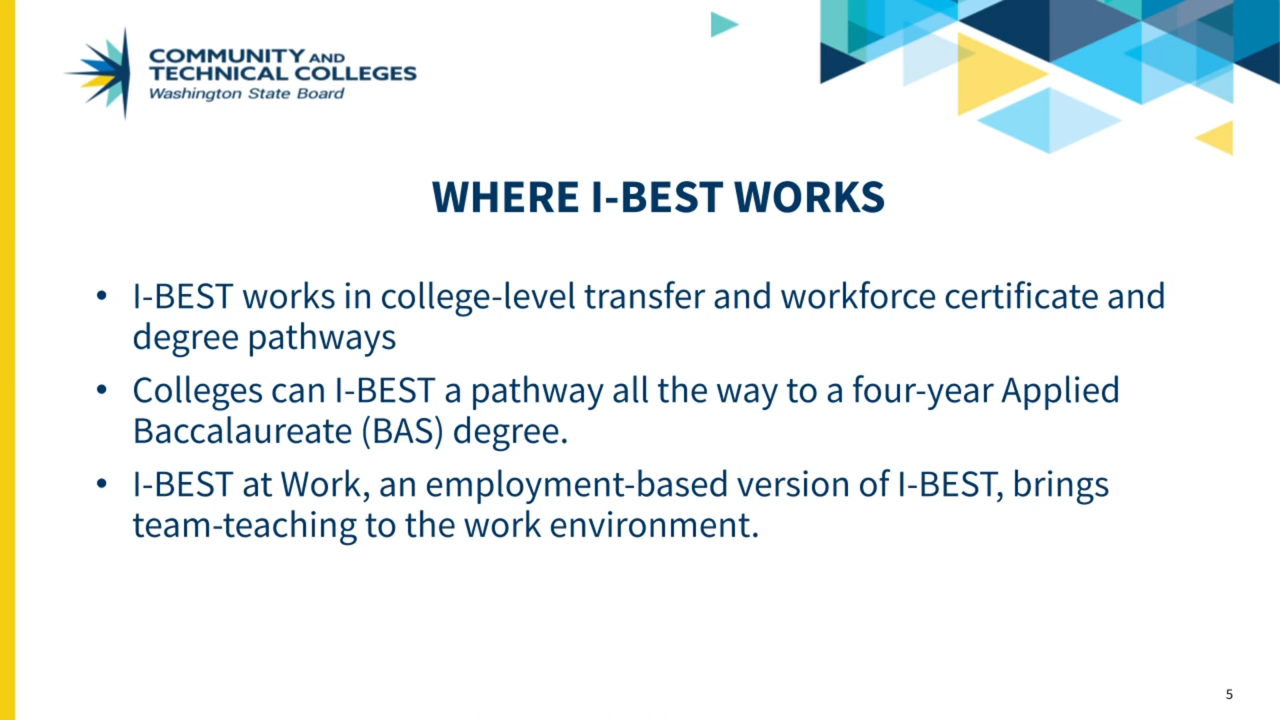 COMMUNITY AND
TECHNICAL COLLEGES
Washington State Board
WHERE I-BEST WORKS
• I-BEST works in college-level transfer and workforce certificate and
degree pathways
• Colleges can I-BEST a pathway all the way to a four-year Applied
Baccalaureate (BAS) degree.
• I-BEST at Work, an employment-based version of I-BEST, brings
team-teaching to the work environment.
5